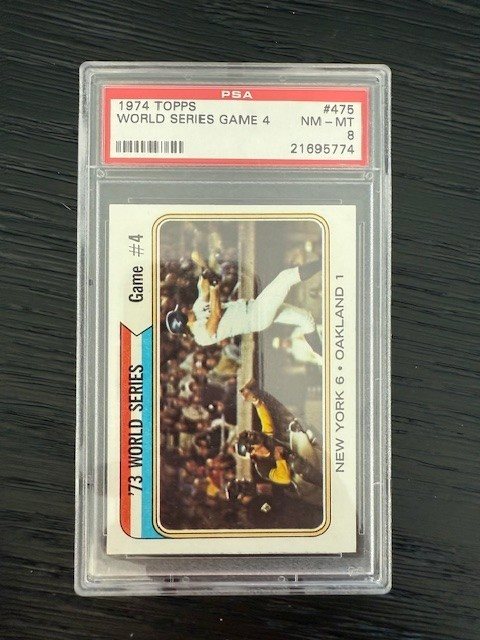 PSA
1974 TOPPS #475
WORLD SERIES GAME 4 NM - MT
8
21695774
'73 WORLD SERIES Game #4
NEW YORK 6 • OAKLAND 1